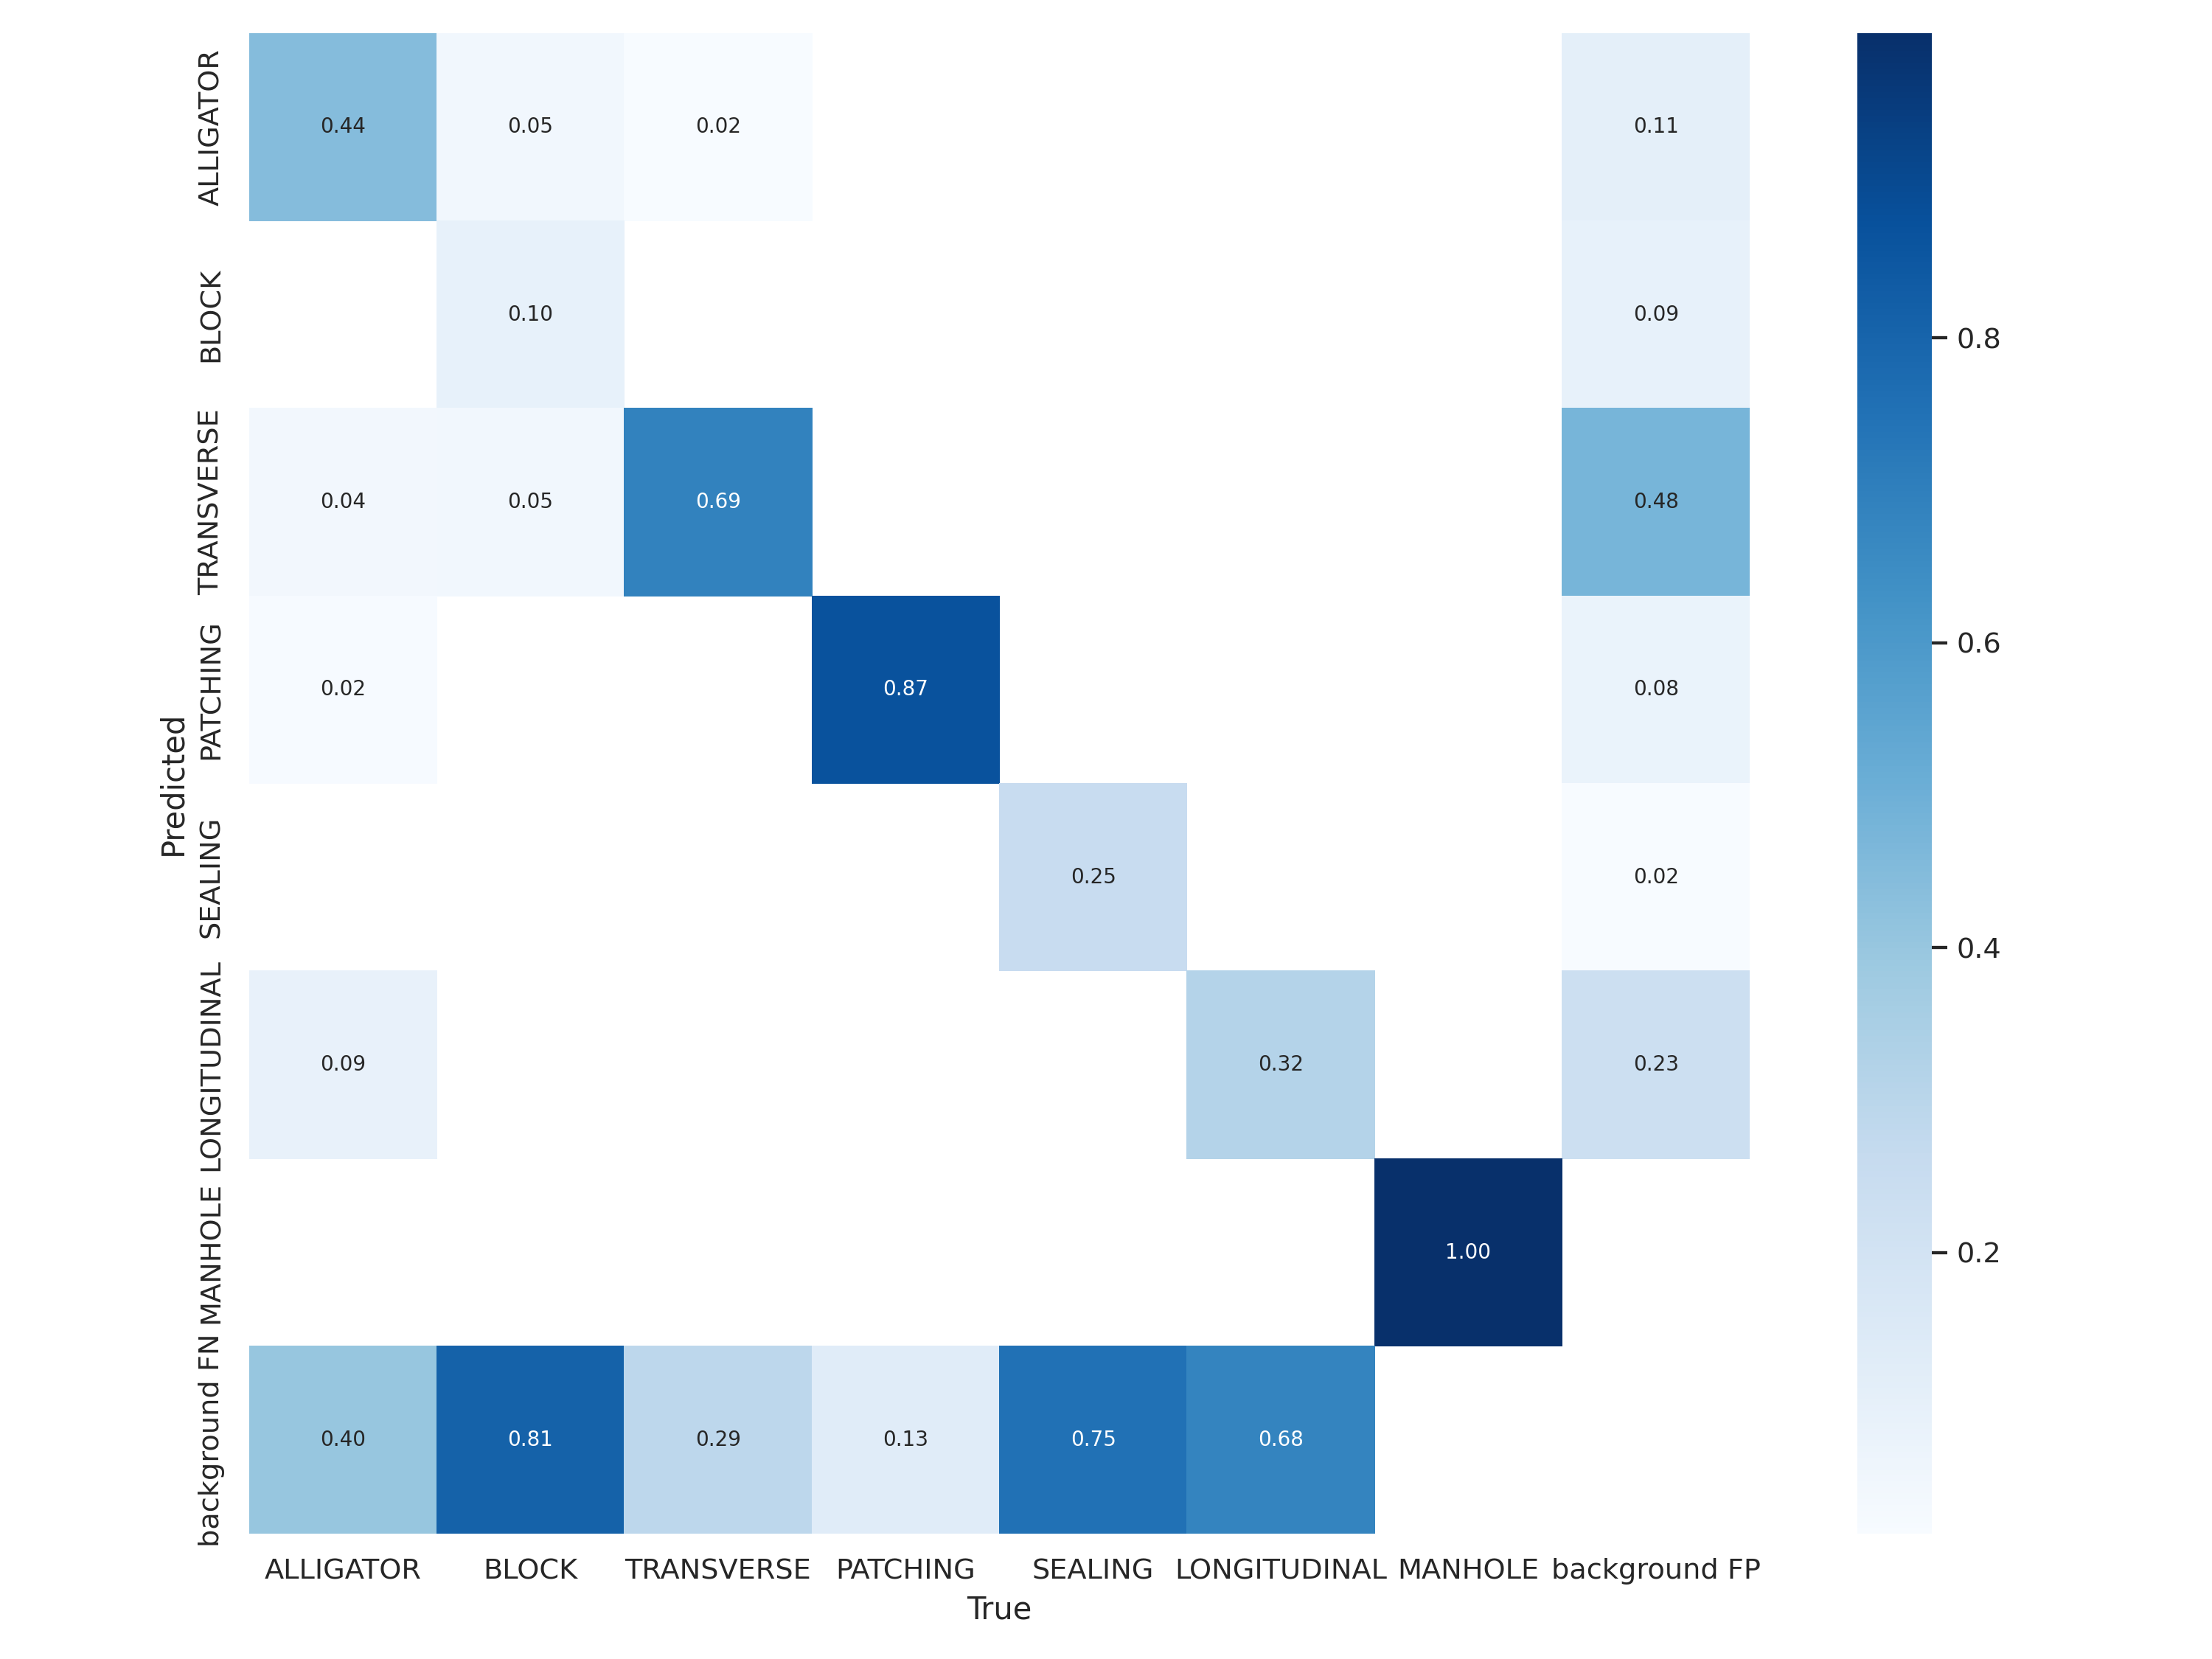 ALLIGATOR
0.44 0.05 0.02 0.11
BLOCK
0.10 0.09
TRANSVERSE
0.04 0.05 0.69 0.48
PATCHING
0.02 0.87 0.08
Predicted
SEALING
0.25 0.02
LONGITUDINAL
0.09 0.32 0.23
MANHOLE
1.00
background FN
0.40 0.81 0.29 0.13 0.75 0.68
ALLIGATOR BLOCK TRANSVERSE PATCHING SEALING LONGITUDINAL MANHOLE background FP
True
0.8
0.6
0.4
0.2